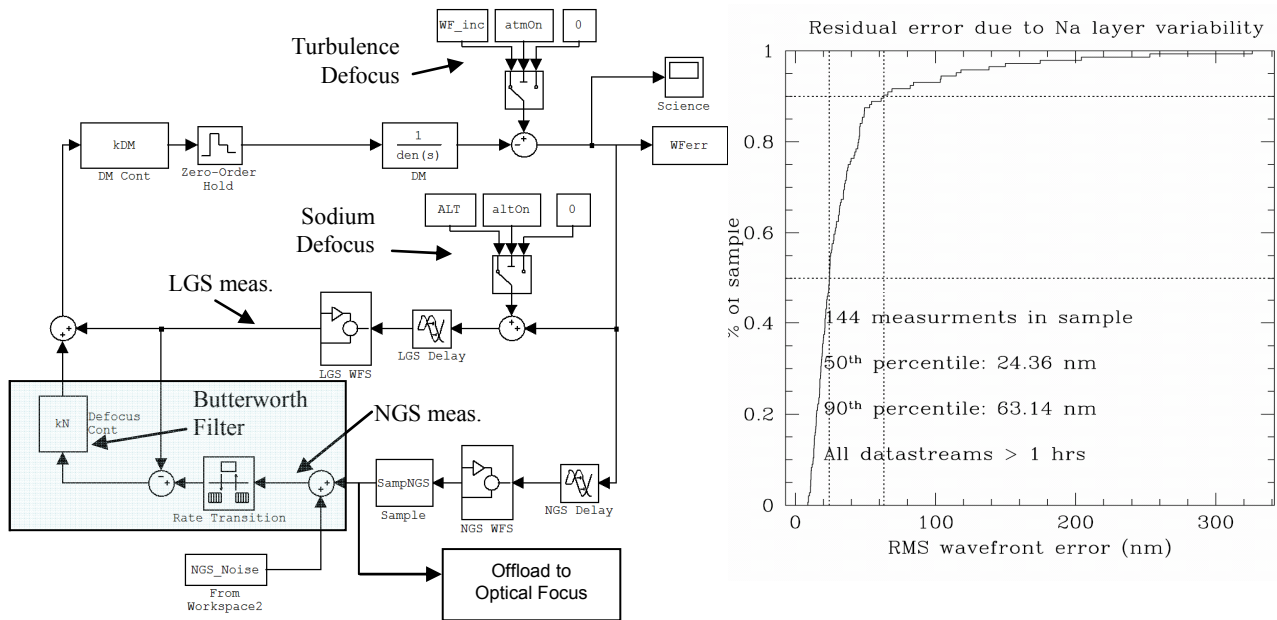 WF_inc atmOn 0
Turbulence
Defocus
Science
kDM
DM Cont
Zero-Order
Hold
1
den(s)
DM
WFerr
ALT altOn 0
Sodium
Defocus
LGS meas.
LGS WFS
LGS Delay
Butterworth
Filter
NGS meas.
kN
Defocus
Cont
Rate Transition
SampNGS
Sample
NGS WFS
NGS Delay
NGS_Noise
From
Workspace2
Offload to
Optical Focus
Residual error due to Na layer variability
% of sample
1
0.8
0.6
0.4
0.2
0
144 measurments in sample
50th percentile: 24.36 nm
90th percentile: 63.14 nm
All datastreams > 1 hrs
0 100 200 300
RMS wavefront error (nm)